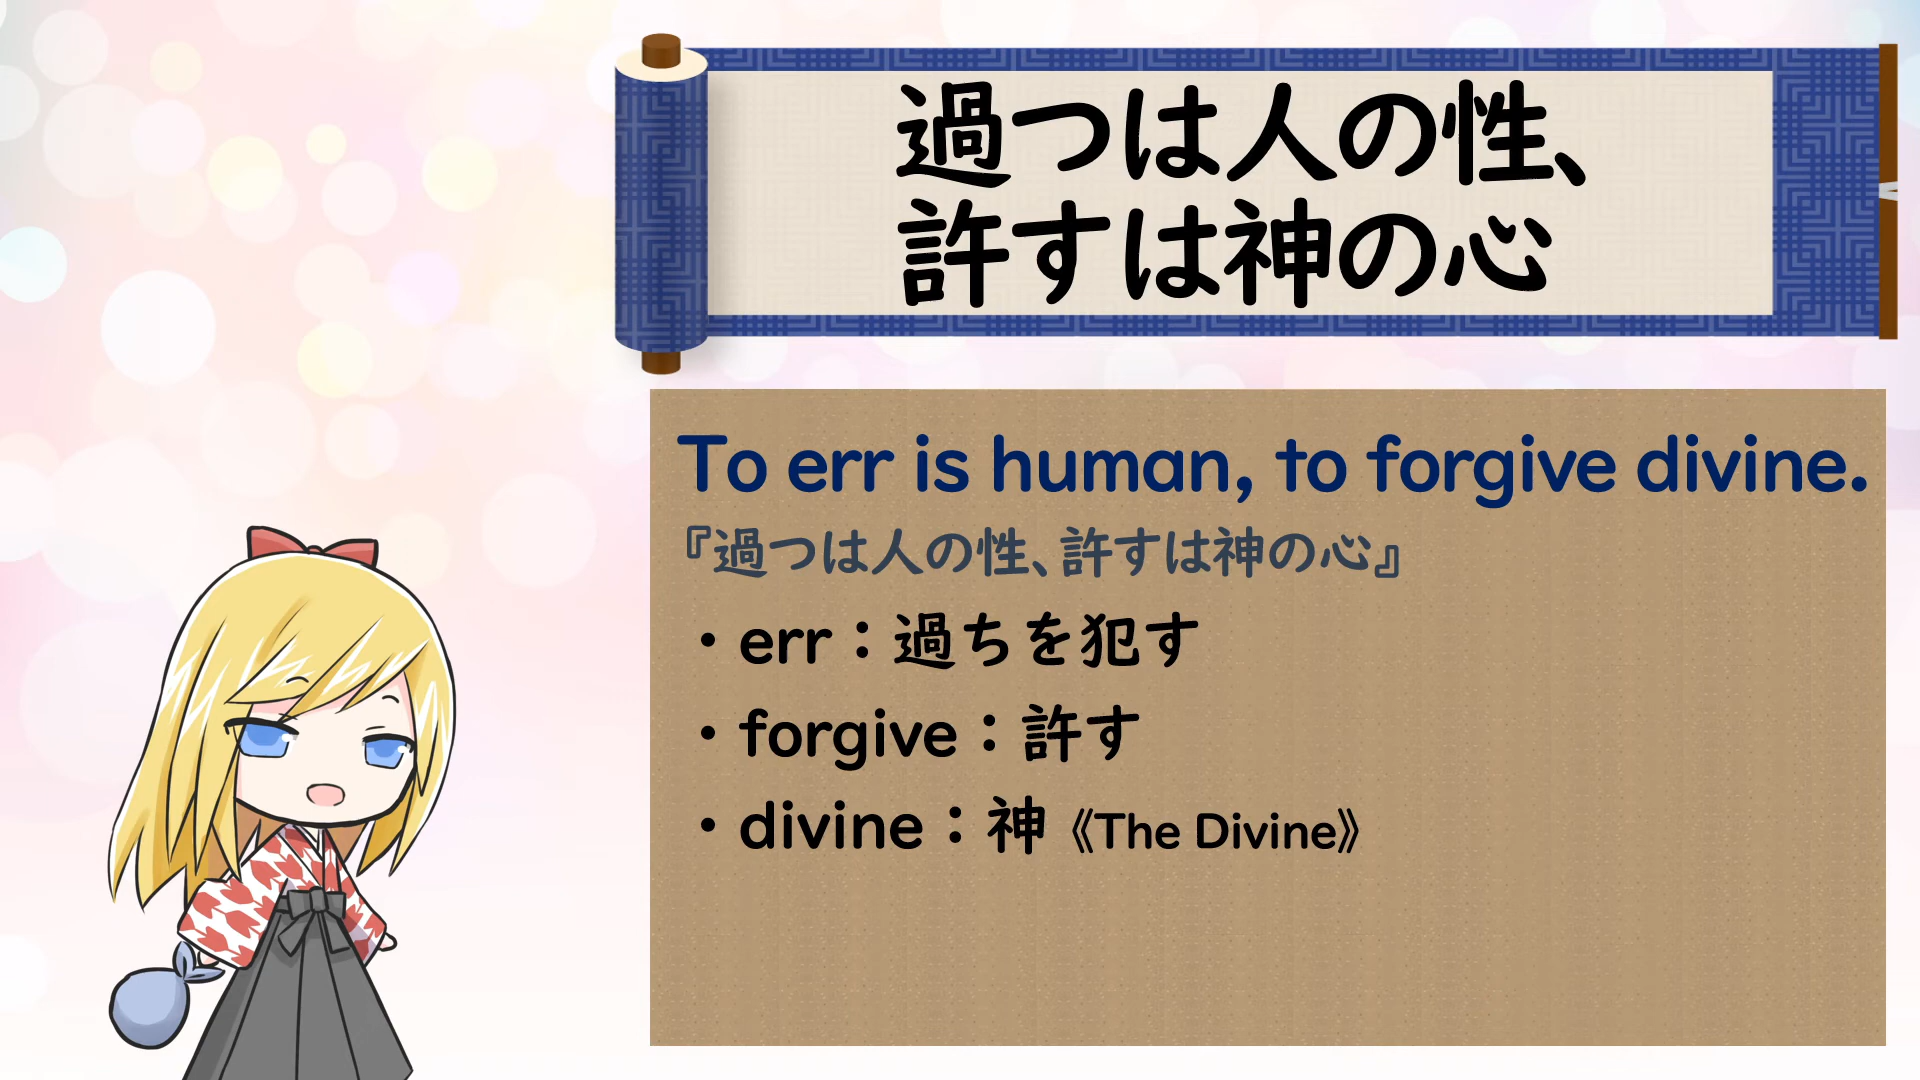 過つは人の性、
許すは神の心
To err is human, to forgive divine.
『過つは人の性、許すは神の心』
・err：過ちを犯す
・forgive：許す
・divine：神《The Divine》